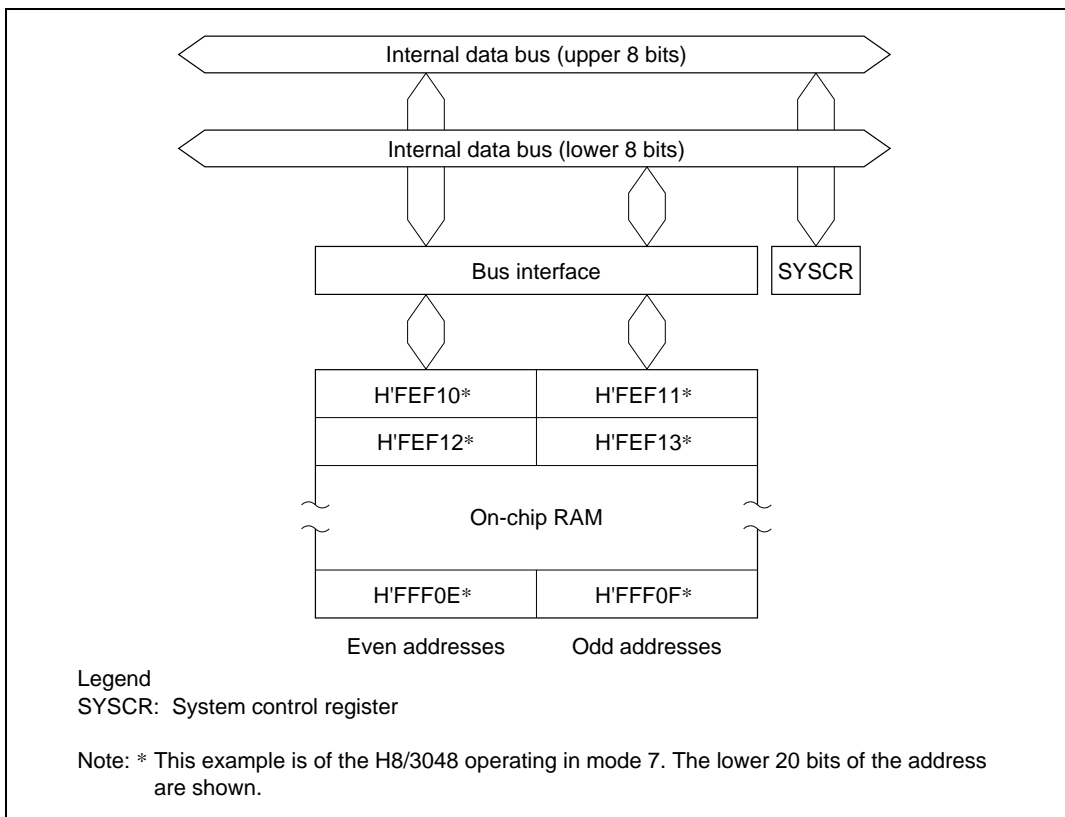 Internal data bus (upper 8 bits)
Internal data bus (lower 8 bits)
Bus interface
SYSCR
H'FEF10*
H'FEF11*
H'FEF12*
H'FEF13*
On-chip RAM
H'FFF0E*
H'FFF0F*
Even addresses
Odd addresses
Legend
SYSCR: System control register
Note: * This example is of the H8/3048 operating in mode 7. The lower 20 bits of the address
are shown.